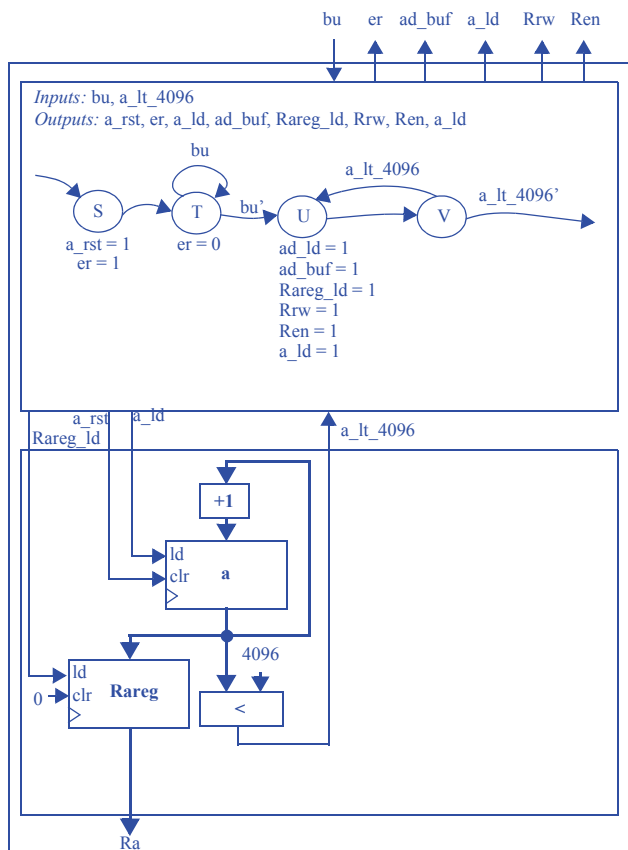 bu er ad_buf a_ld Rrw Ren
Inputs: bu, a_lt_4096
Outputs: a_rst, er, a_ld, ad_buf, Rareg_ld, Rrw, Ren, a_ld
bu
a_lt_4096
a_lt_4096’
S
T
bu’
U
V
a_rst = 1
er = 1
er = 0
ad_ld = 1
ad_buf = 1
Rareg_ld = 1
Rrw = 1
Ren = 1
a_ld = 1
a_rst
a_ld
Rareg_ld
a_lt_4096
+1
ld
clr
a
4096
ld
0
clr
Rareg
<
Ra